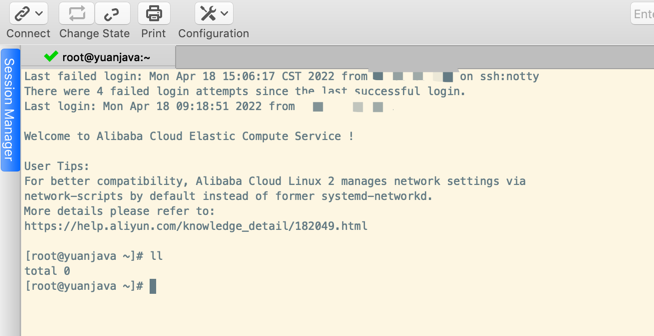 Ente
Connect Change State Print Configuration
root@yuanjava:~
Session Manager
Last failed login: Mon Apr 18 15:06:17 CST 2022 from on ssh:notty
There were 4 failed login attempts since the last successful login.
Last login: Mon Apr 18 09:18:51 2022 from
Welcome to Alibaba Cloud Elastic Compute Service !
User Tips:
For better compatibility, Alibaba Cloud Linux 2 manages network settings via
network-scripts by default instead of former systemd-networkd.
More details please refer to:
https://help.aliyun.com/knowledge_detail/182049.html
[root@yuanjava ~]# ll
total 0
[root@yuanjava ~]#